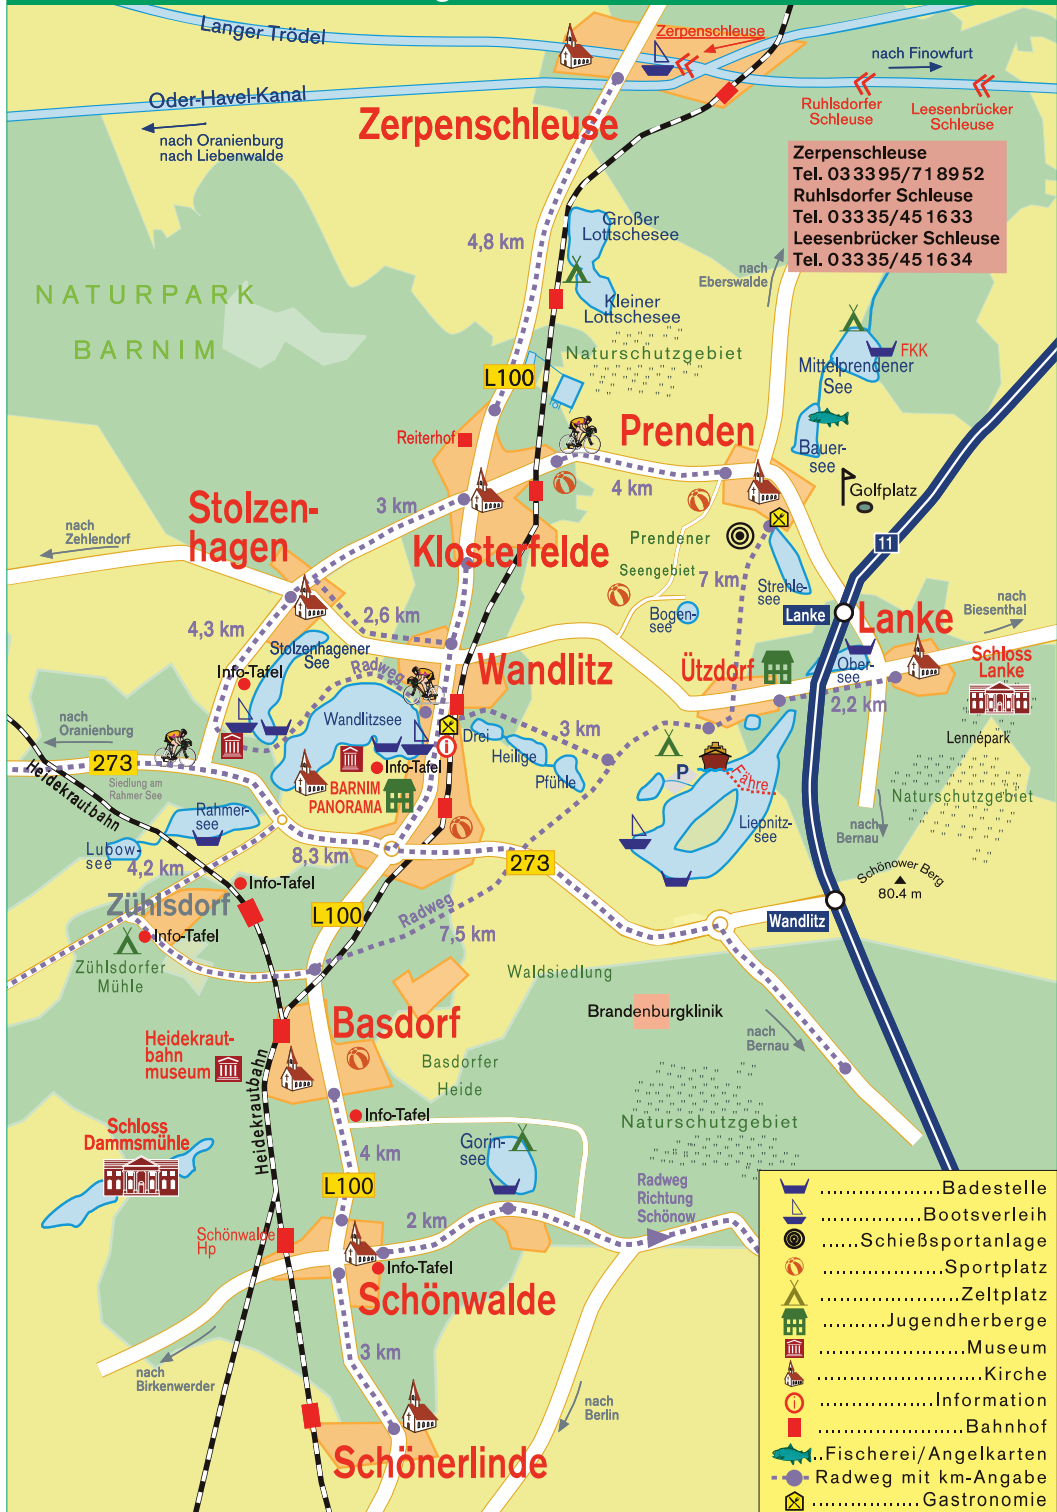 Langer Trödel
Zerpenschleuse
nach Finowfurt
Oder-Havel-Kanal
nach Oranienburg
nach Liebenwalde
Ruhlsdorfer
Schleuse
Leesenbrücker
Schleuse
Zerpenschleuse
Zerpenschleuse
Tel. 033395/718952
Ruhlsdorfer Schleuse
Tel. 03335/451633
Leesenbrücker Schleuse
Tel. 03335/451634
Großer
Lottschesee
4,8 km
nach
Eberswalde
Kleiner
Lottschesee
NATURPARK
BARNIM
Naturschutzgebiet
FKK
Mittelprendener
See
L100
Reiterhof
Prenden
Bauer-
see
4 km
Golfplatz
3 km
Stolzen-
hagen
nach
Zehlendorf
Klosterfelde
Prendener
Seengebiet
7 km
11
Strehle-
see
nach
Biesenthal
Bogen-
see
Lanke
Lanke
4,3 km
2,6 km
Stolzenhagener
See
Info-Tafel
Radweg
Wandlitz
Ützdorf
Ober-
see
Schloss
Lanke
2,2 km
nach
Oranienburg
Wandlitzsee
3 km
Drei
Heilige
Pfühle
Lennépark
273
Siedlung am
Rahmer See
Heidekrautbahn
Info-Tafel
BARNIM
PANORAMA
P
Fähre
Naturschutzgebiet
Rahmer-
see
Liepnitz-
see
nach
Bernau
Lubow-
see
4,2 km
8,3 km
273
Schönower Berg
80.4 m
Info-Tafel
Zühlsdorf
L100
Radweg
7,5 km
Wandlitz
Info-Tafel
Zühlsdorfer
Mühle
Waldsiedlung
Brandenburgklinik
Basdorf
nach
Bernau
Heidekraut-
bahn
museum
Heidekrautbahn
Basdorfer
Heide
Info-Tafel
Naturschutzgebiet
Schloss
Dammsmühle
4 km
Gorin-
see
L100
Radweg
Richtung
Schönow
2 km
Schönwalde
Hp
Info-Tafel
Schönwalde
3 km
nach
Birkenwerder
nach
Berlin
Schönerlinde
Badestelle
Bootsverleih
Schießsportanlage
Sportplatz
Zeltplatz
Jugendherberge
Museum
Kirche
Information
Bahnhof
Fischerei/Angelkarten
Radweg mit km-Angabe
Gastronomie